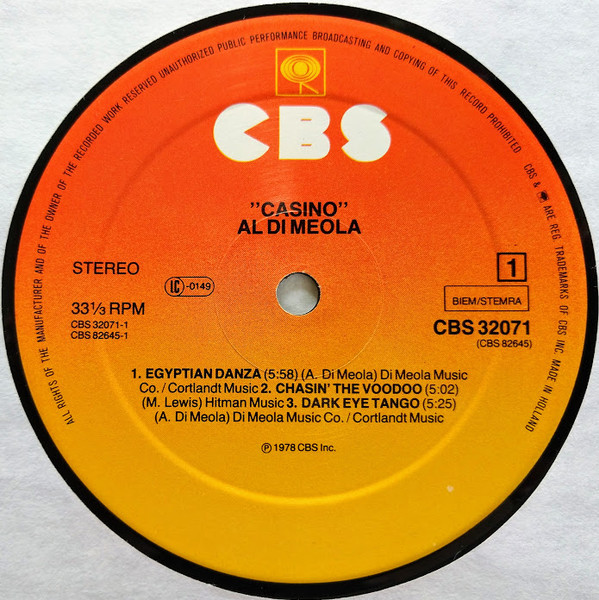 ALL RIGHTS OF THE MANUFACTURER AND OF THE OWNER OF THE RECORDED WORK RESERVED UNAUTHORIZED PUBLIC PERFORMANCE BROADCASTING AND COPYING OF THIS RECORD PROHIBITED
CBS & ARE REG. TRADEMARKS OF CBS INC. MADE IN HOLLAND
CBS
"CASINO"
AL DI MEOLA
STEREO
LC-0149
1
33⅓ RPM
BIEM/STEMRA
CBS 32071-1
CBS 82645-1
CBS 32071
(CBS 82645)
1. EGYPTIAN DANZA (5:58) (A. Di Meola) Di Meola Music
Co. / Cortlandt Music 2. CHASIN' THE VOODOO (5:02)
(M. Lewis) Hitman Music 3. DARK EYE TANGO (5:25)
(A. Di Meola) Di Meola Music Co. / Cortlandt Music
℗ 1978 CBS Inc.